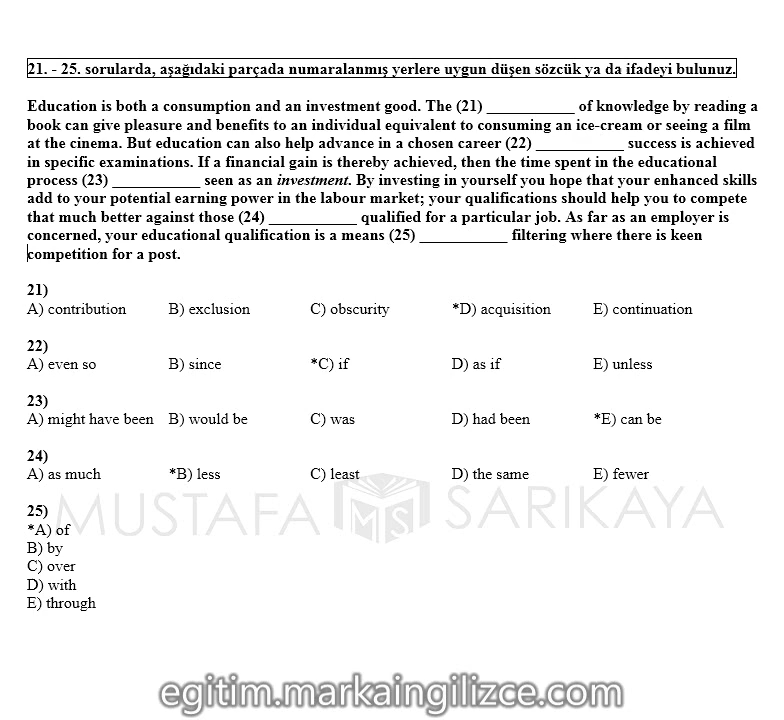 21. - 25. sorularda, aşağıdaki parçada numaralanmış yerlere uygun düşen sözcük ya da ifadeyi bulunuz.
Education is both a consumption and an investment good. The (21) ____________ of knowledge by reading a
book can give pleasure and benefits to an individual equivalent to consuming an ice-cream or seeing a film
at the cinema. But education can also help advance in a chosen career (22) ____________ success is achieved
in specific examinations. If a financial gain is thereby achieved, then the time spent in the educational
process (23) ____________ seen as an investment. By investing in yourself you hope that your enhanced skills
add to your potential earning power in the labour market; your qualifications should help you to compete
that much better against those (24) ____________ qualified for a particular job. As far as an employer is
concerned, your educational qualification is a means (25) ____________ filtering where there is keen
competition for a post.
21)
A) contribution B) exclusion C) obscurity *D) acquisition E) continuation
22)
A) even so B) since *C) if D) as if E) unless
23)
A) might have been B) would be C) was D) had been *E) can be
24)
A) as much *B) less C) least D) the same E) fewer
MUSTAFA MS SARIKAYA
25)
*A) of
B) by
C) over
D) with
E) through
egitim.markaingilizce.com